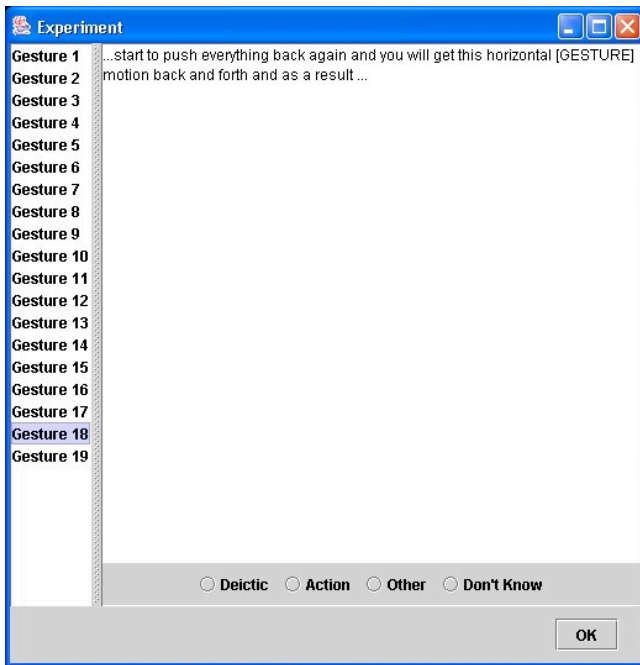 Experiment
Gesture 1
Gesture 2
Gesture 3
Gesture 4
Gesture 5
Gesture 6
Gesture 7
Gesture 8
Gesture 9
Gesture 10
Gesture 11
Gesture 12
Gesture 13
Gesture 14
Gesture 15
Gesture 16
Gesture 17
Gesture 18
Gesture 19
...start to push everything back again and you will get this horizontal [GESTURE]
motion back and forth and as a result ...
Deictic Action Other Don't Know
OK